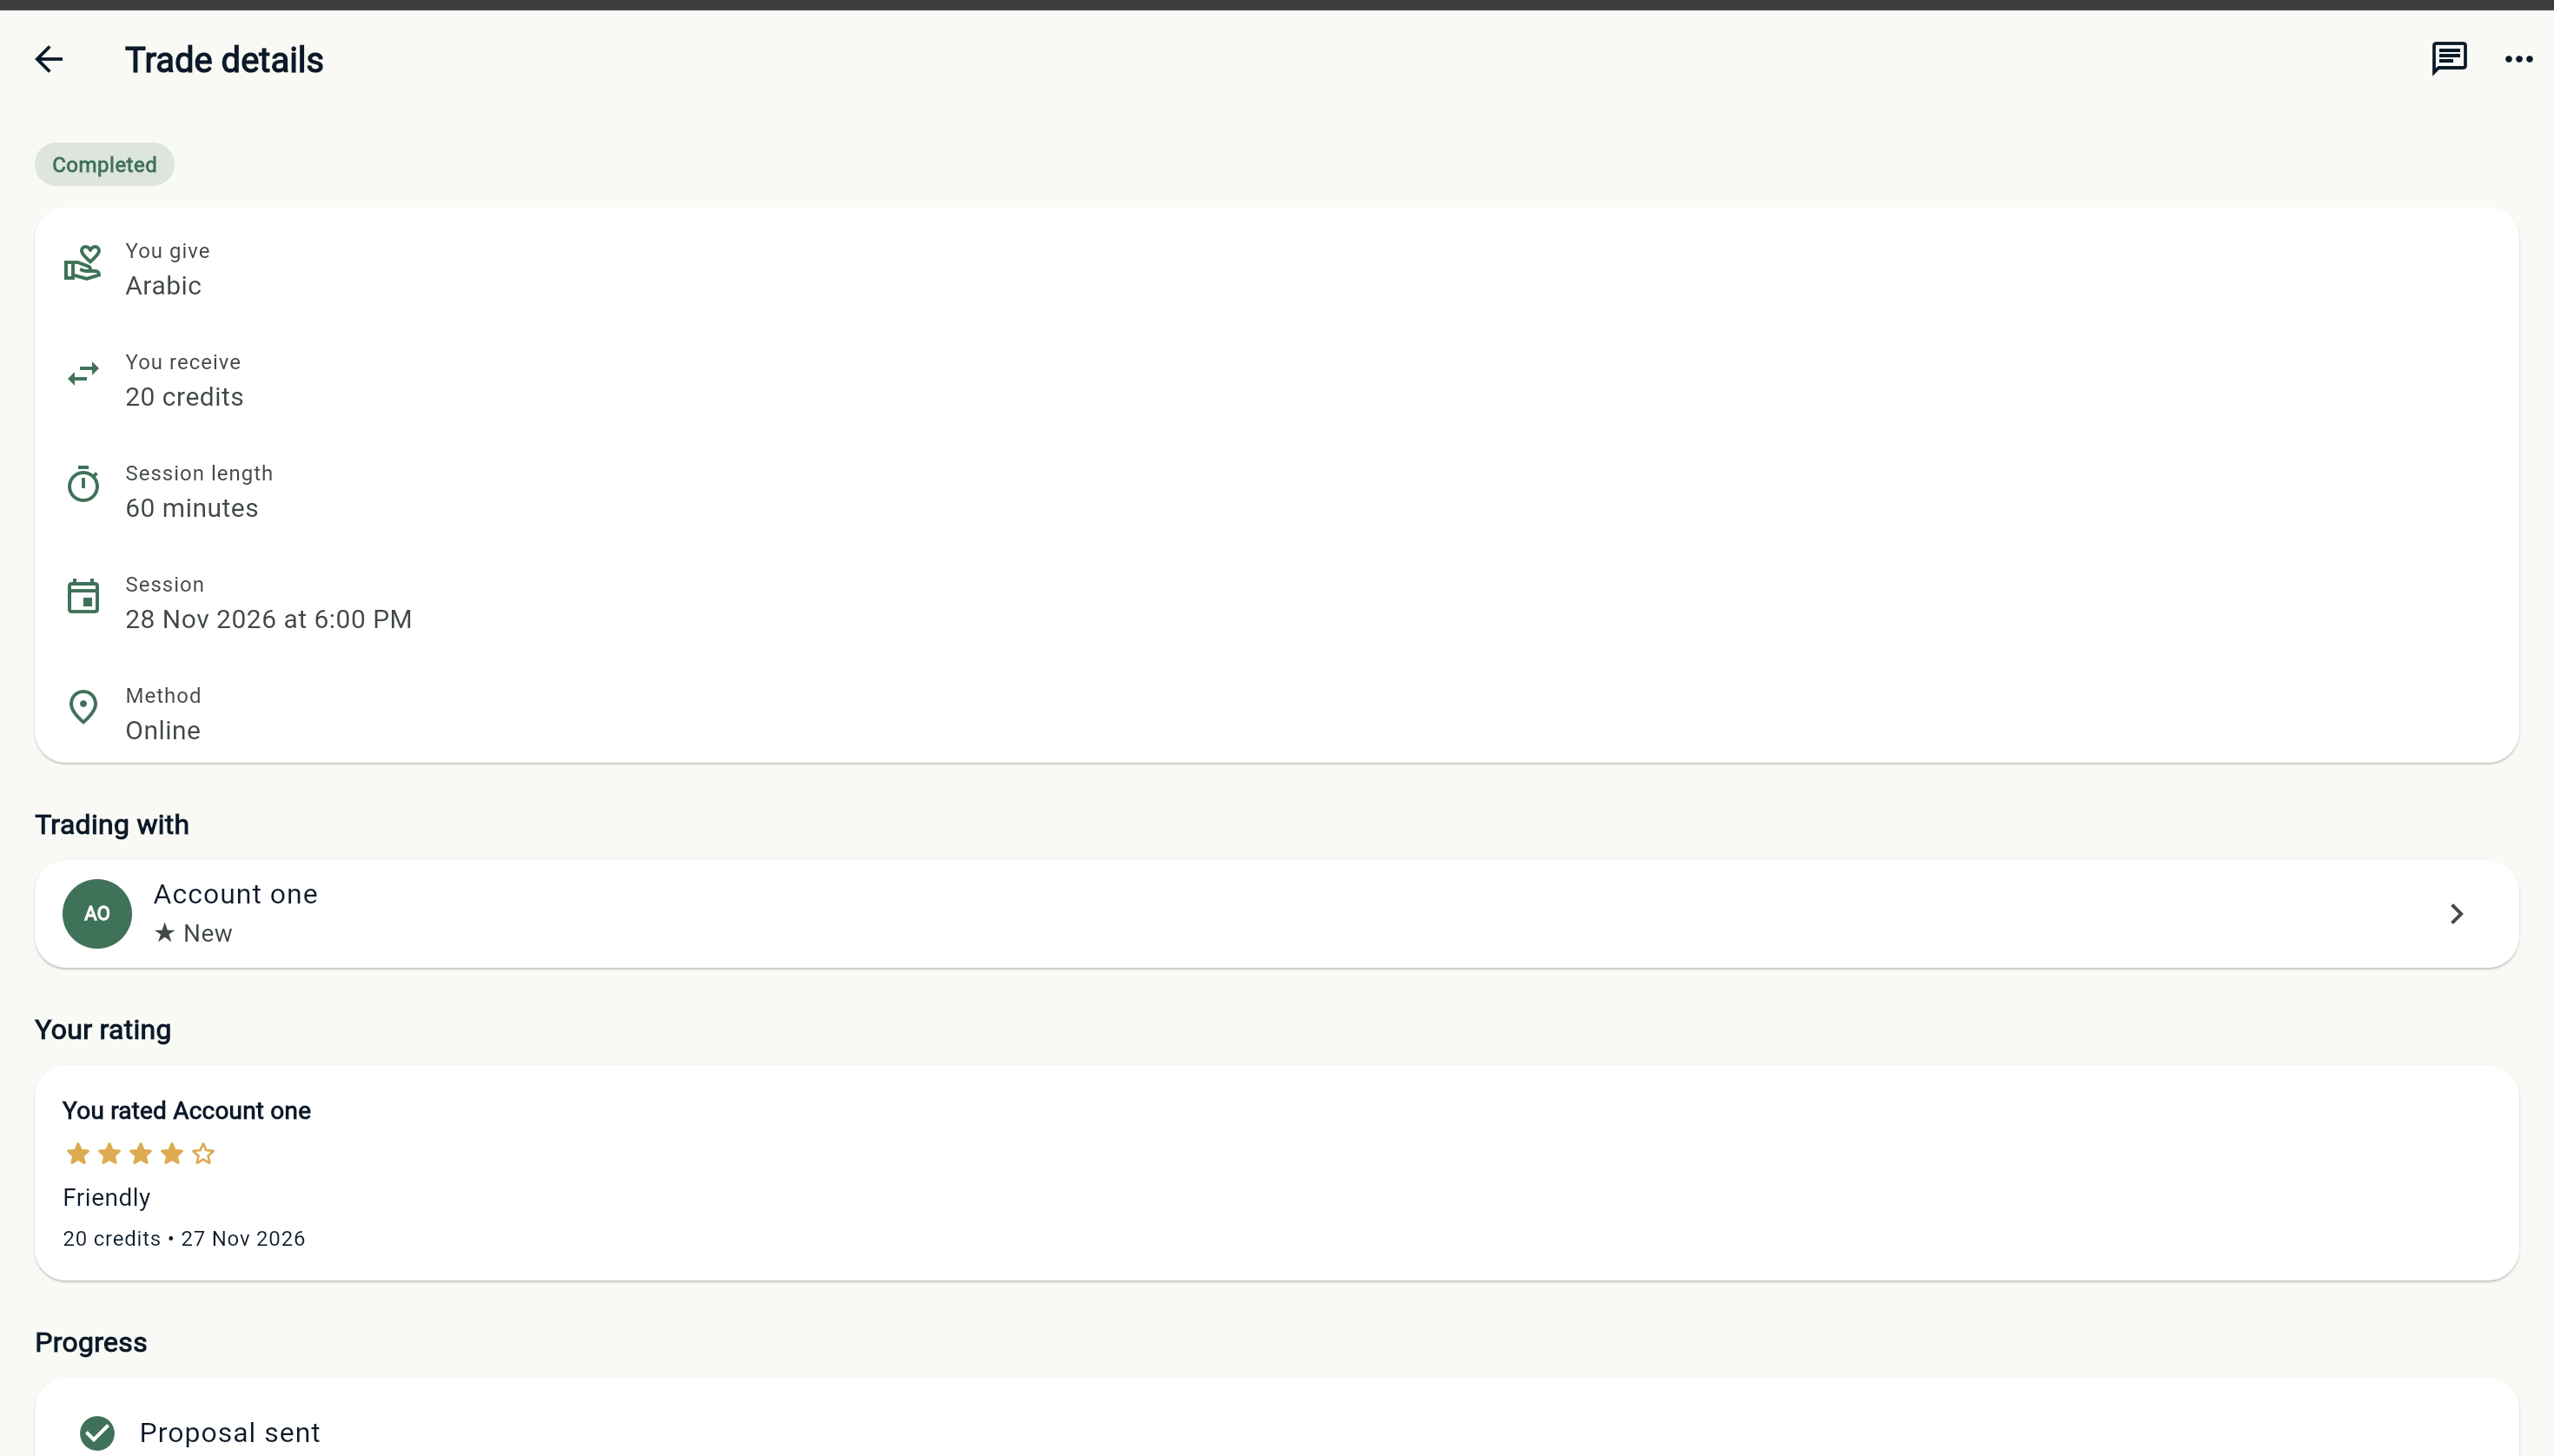 Trade details
Completed
You give
Arabic
You receive
20 credits
Session length
60 minutes
Session
28 Nov 2026 at 6:00 PM
Method
Online
Trading with
AO
Account one
★ New
Your rating
You rated Account one
Friendly
20 credits • 27 Nov 2026
Progress
Proposal sent